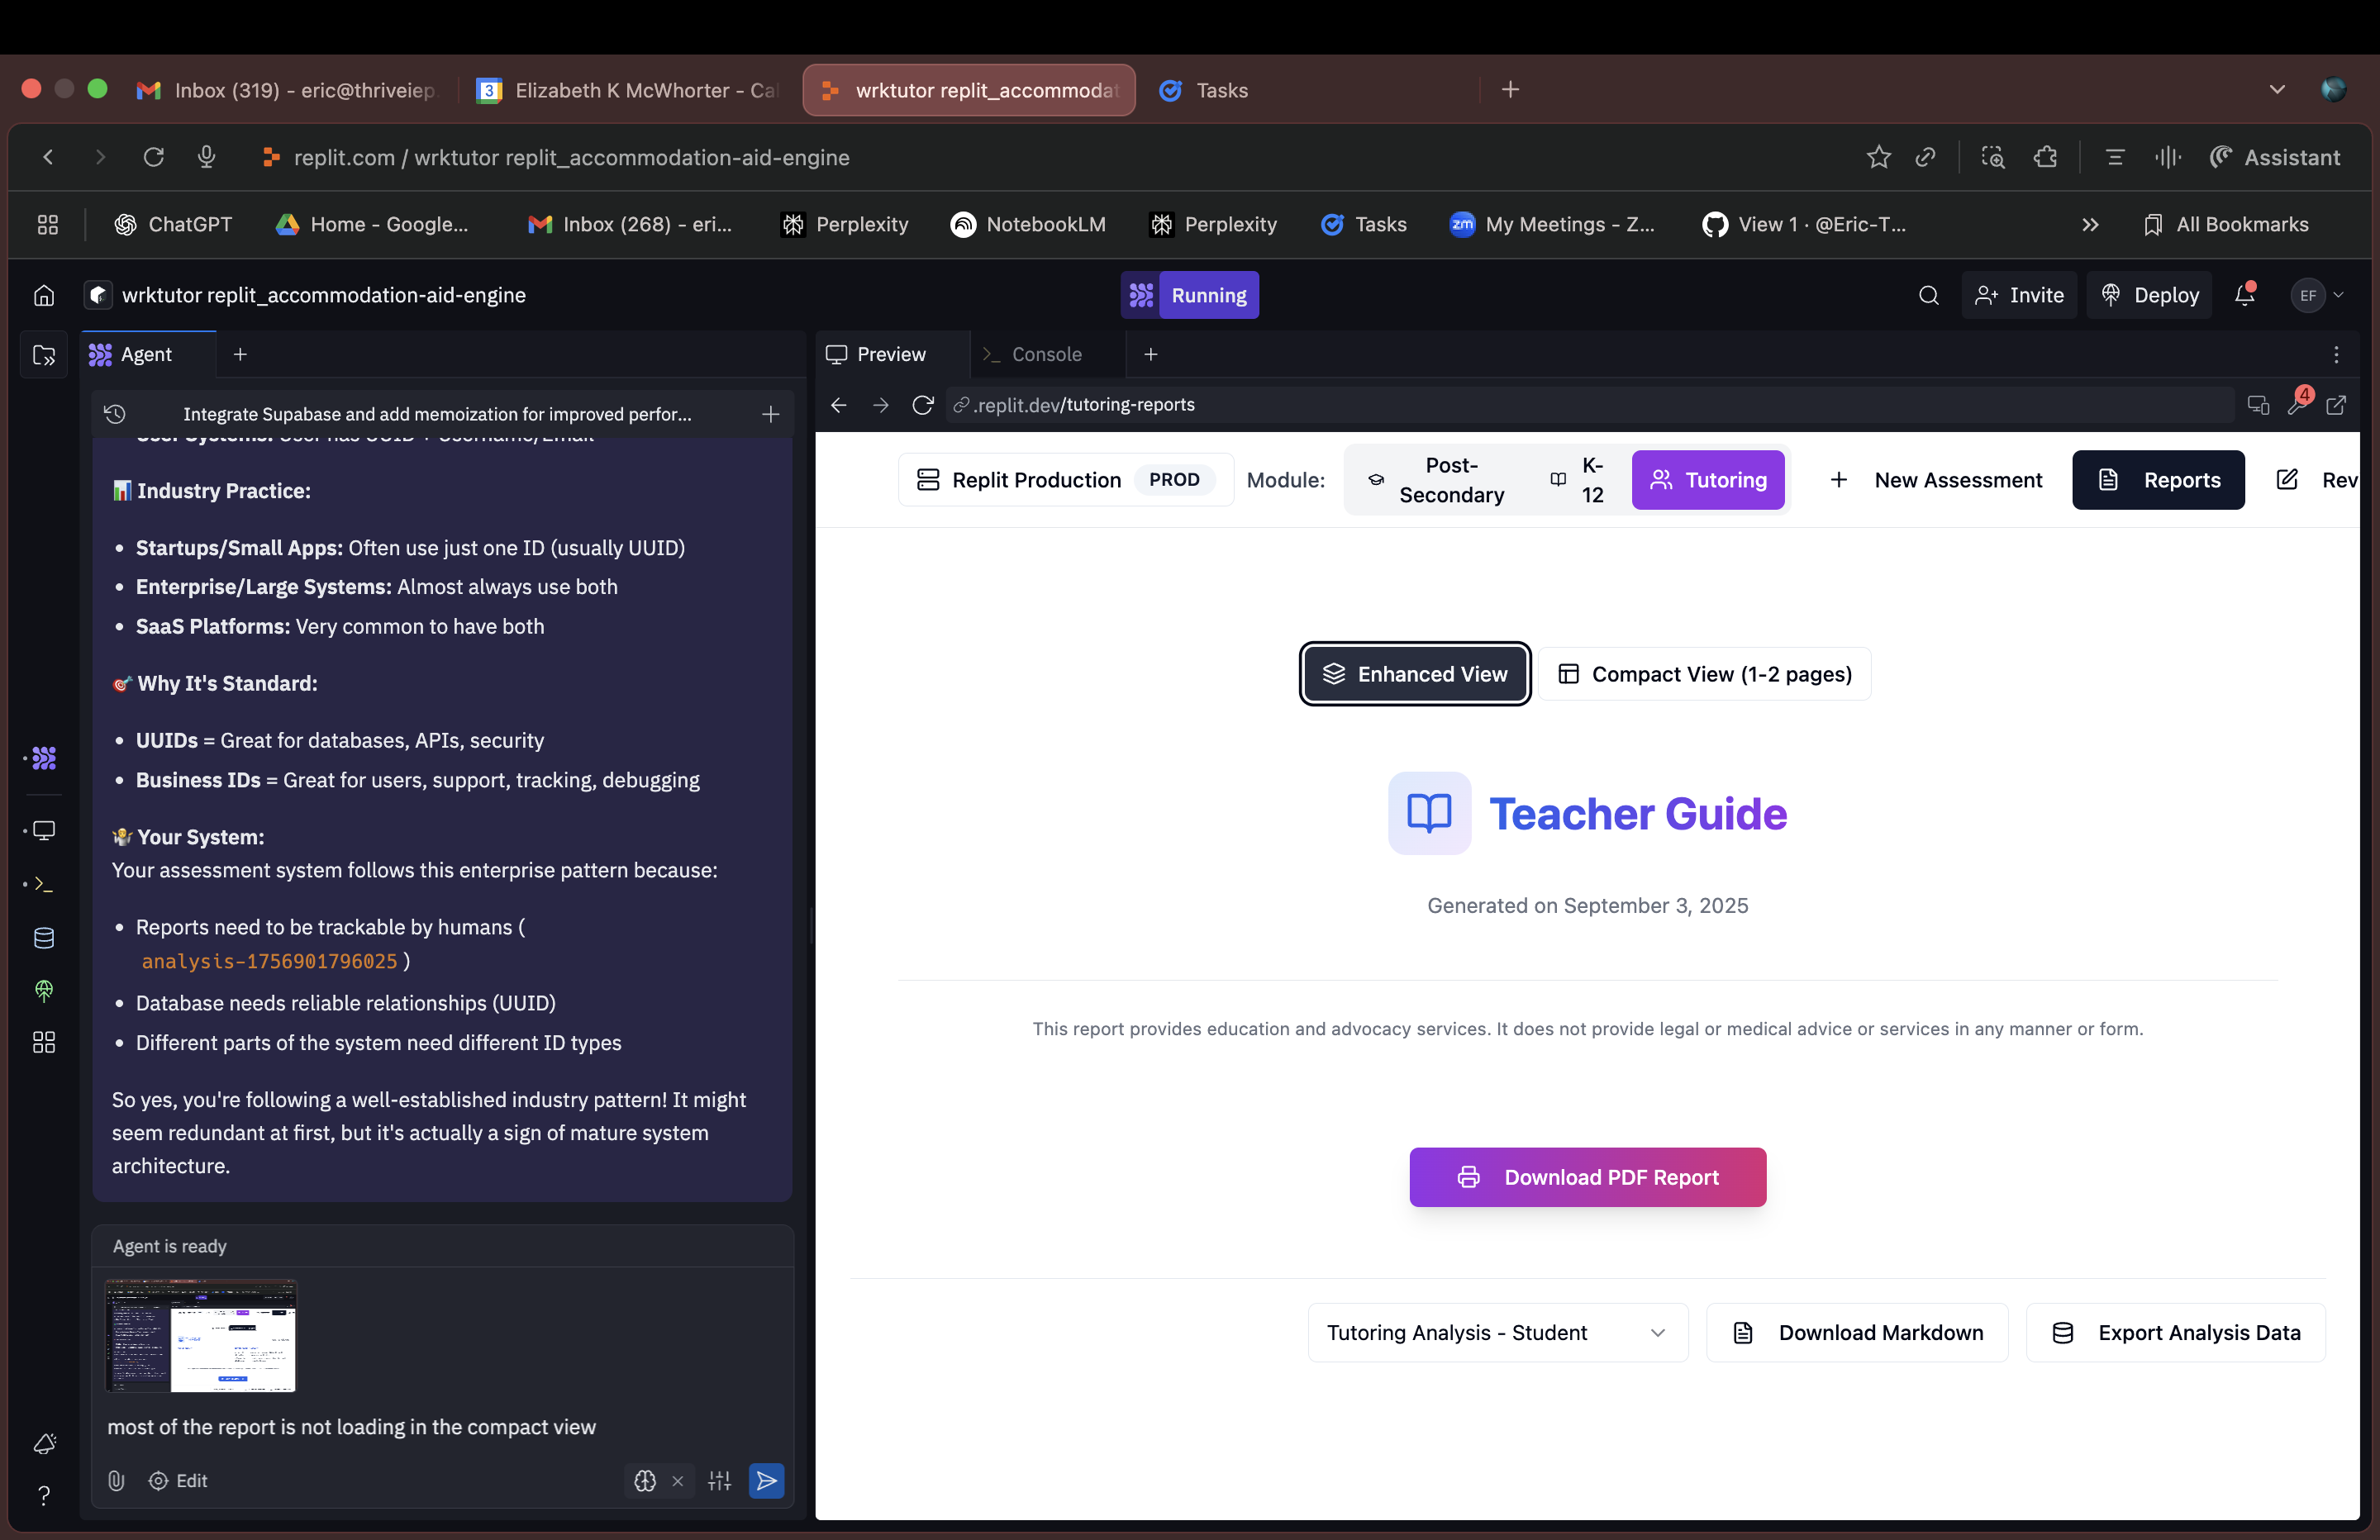 Inbox (319) - eric@thriveiep.
3
Elizabeth K McWhorter - Cal
wrktutor replit_accommodat
Tasks
replit.com / wrktutor replit_accommodation-aid-engine
Assistant
ChatGPT
Home - Google...
Inbox (268) - eri...
Perplexity
NotebookLM
Perplexity
Tasks
zm
My Meetings - Z...
View 1 · @Eric-T...
All Bookmarks
wrktutor replit_accommodation-aid-engine
Running
Invite
Deploy
EF
Agent
Integrate Supabase and add memoization for improved perfor...
User Systems: User has UUID + Username/Email
📊 Industry Practice:
• Startups/Small Apps: Often use just one ID (usually UUID)
• Enterprise/Large Systems: Almost always use both
• SaaS Platforms: Very common to have both
🎯 Why It's Standard:
• UUIDs = Great for databases, APIs, security
• Business IDs = Great for users, support, tracking, debugging
🤷 Your System:
Your assessment system follows this enterprise pattern because:
• Reports need to be trackable by humans (
analysis-1756901796025 )
• Database needs reliable relationships (UUID)
• Different parts of the system need different ID types
So yes, you're following a well-established industry pattern! It might
seem redundant at first, but it's actually a sign of mature system
architecture.
Agent is ready
most of the report is not loading in the compact view
Edit
Preview
Console
.replit.dev/tutoring-reports
4
Replit Production PROD
Module:
Post-
Secondary
K-
12
Tutoring
New Assessment
Reports
Rev
Enhanced View
Compact View (1-2 pages)
Teacher Guide
Generated on September 3, 2025
This report provides education and advocacy services. It does not provide legal or medical advice or services in any manner or form.
Download PDF Report
Tutoring Analysis - Student
Download Markdown
Export Analysis Data